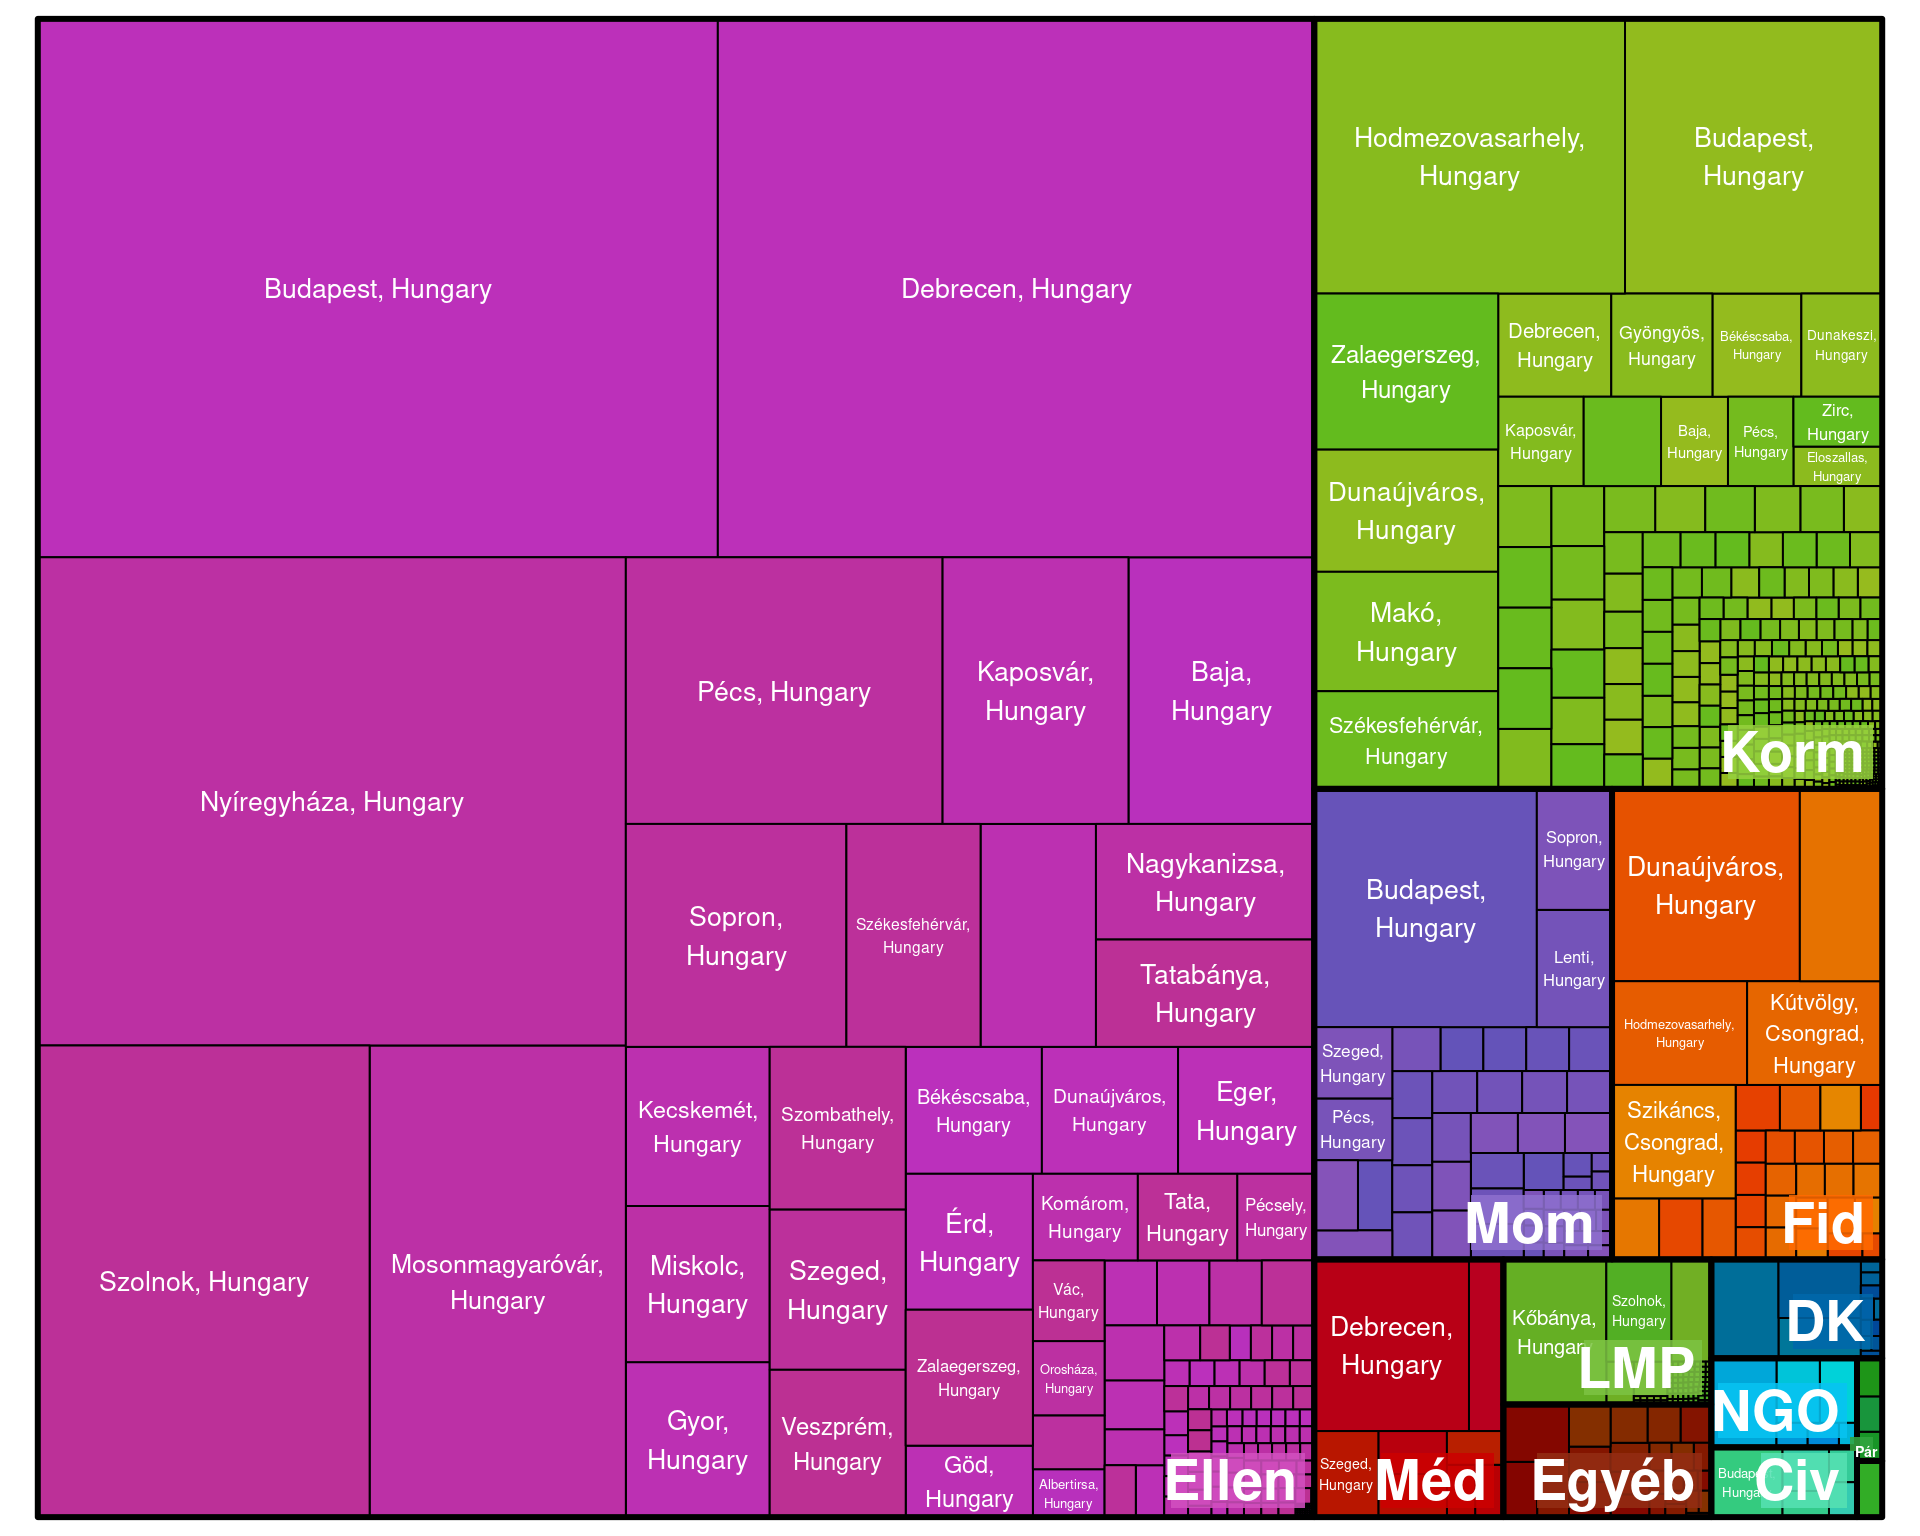 Budapest, Hungary
Debrecen, Hungary
Nyíregyháza, Hungary
Pécs, Hungary
Kaposvár,
Hungary
Baja,
Hungary
Sopron,
Hungary
Székesfehérvár,
Hungary
Nagykanizsa,
Hungary
Tatabánya,
Hungary
Szolnok, Hungary
Mosonmagyaróvár,
Hungary
Kecskemét,
Hungary
Szombathely,
Hungary
Békéscsaba,
Hungary
Dunaújváros,
Hungary
Eger,
Hungary
Miskolc,
Hungary
Szeged,
Hungary
Érd,
Hungary
Komárom,
Hungary
Tata,
Hungary
Pécsely,
Hungary
Vác,
Hungary
Zalaegerszeg,
Hungary
Orosháza,
Hungary
Gyor,
Hungary
Veszprém,
Hungary
Göd,
Hungary
Albertirsa,
Hungary
Ellen
Hodmezovasarhely,
Hungary
Budapest,
Hungary
Zalaegerszeg,
Hungary
Debrecen,
Hungary
Gyöngyös,
Hungary
Békéscsaba,
Hungary
Dunakeszi,
Hungary
Kaposvár,
Hungary
Baja,
Hungary
Pécs,
Hungary
Zirc,
Hungary
Eloszallas,
Hungary
Dunaújváros,
Hungary
Makó,
Hungary
Székesfehérvár,
Hungary
Korm
Budapest,
Hungary
Sopron,
Hungary
Lenti,
Hungary
Szeged,
Hungary
Pécs,
Hungary
Mom
Dunaújváros,
Hungary
Hodmezovasarhely,
Hungary
Kútvölgy,
Csongrad,
Hungary
Szikáncs,
Csongrad,
Hungary
Fid
Debrecen,
Hungary
Szeged,
Hungary
Méd
Kőbánya,
Hungary
Szolnok,
Hungary
LMP
Egyéb
DK
NGO
Pár
Budapest,
Hungary
Civ